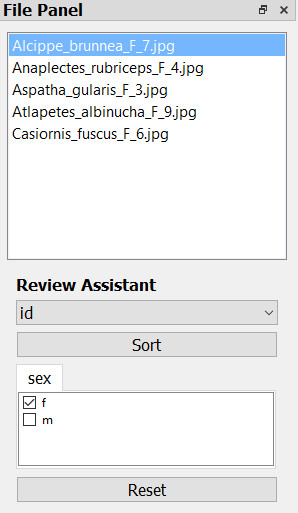 File Panel
Alcippe_brunnea_F_7.jpg
Anaplectes_rubriceps_F_4.jpg
Aspatha_gularis_F_3.jpg
Atlapetes_albinucha_F_9.jpg
Casiornis_fuscus_F_6.jpg
Review Assistant
id
Sort
sex
f
m
Reset